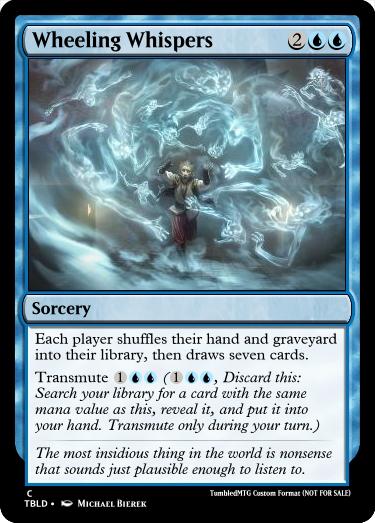 Wheeling Whispers 2
Sorcery
Each player shuffles their hand and graveyard
into their library, then draws seven cards.
Transmute 1 (1, Discard this:
Search your library for a card with the same
mana value as this, reveal it, and put it into
your hand. Transmute only during your turn.)
The most insidious thing in the world is nonsense
that sounds just plausible enough to listen to.
C
TBLD • Michael Bierek
TumbledMTG Custom Format (NOT FOR SALE)